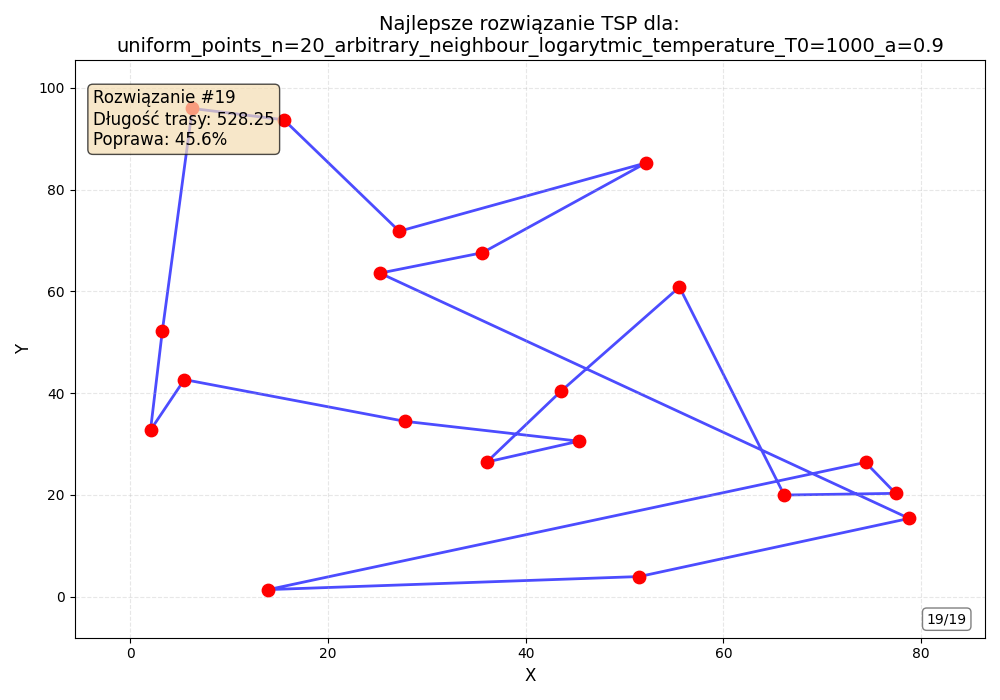 Najlepsze rozwiązanie TSP dla:
uniform_points_n=20_arbitrary_neighbour_logarytmic_temperature_T0=1000_a=0.9
Rozwiązanie #19
Długość trasy: 528.25
Poprawa: 45.6%
100
80
60
40
20
0
Y
0 20 40 60 80
X
19/19